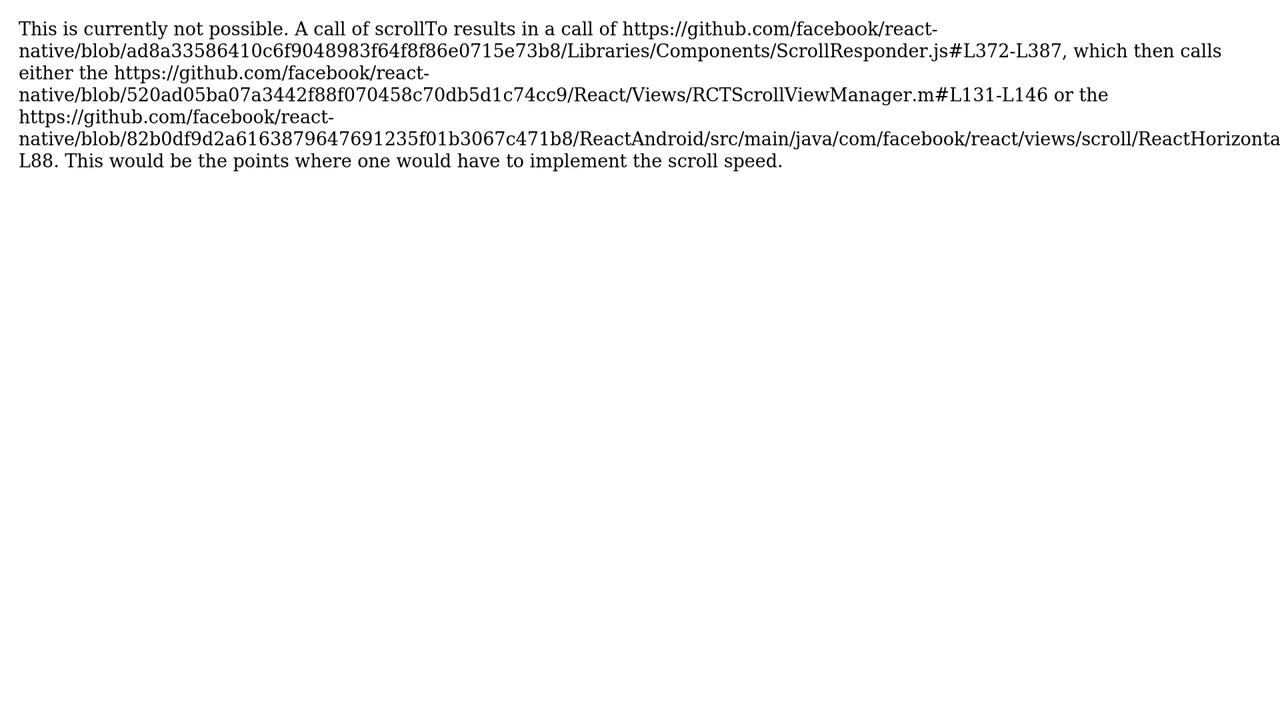 This is currently not possible. A call of scrollTo results in a call of https://github.com/facebook/react-
native/blob/ad8a33586410c6f9048983f64f8f86e0715e73b8/Libraries/Components/ScrollResponder.js#L372-L387, which then calls
either the https://github.com/facebook/react-
native/blob/520ad05ba07a3442f88f070458c70db5d1c74cc9/React/Views/RCTScrollViewManager.m#L131-L146 or the
https://github.com/facebook/react-
native/blob/82b0df9d2a6163879647691235f01b3067c471b8/ReactAndroid/src/main/java/com/facebook/react/views/scroll/ReactHorizonta
L88. This would be the points where one would have to implement the scroll speed.